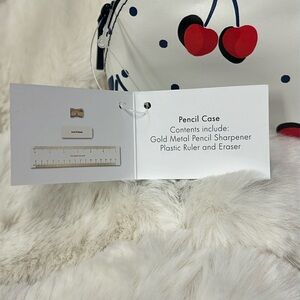 Pencil Case
Contents include:
Gold Metal Pencil Sharpener
Plastic Ruler and Eraser